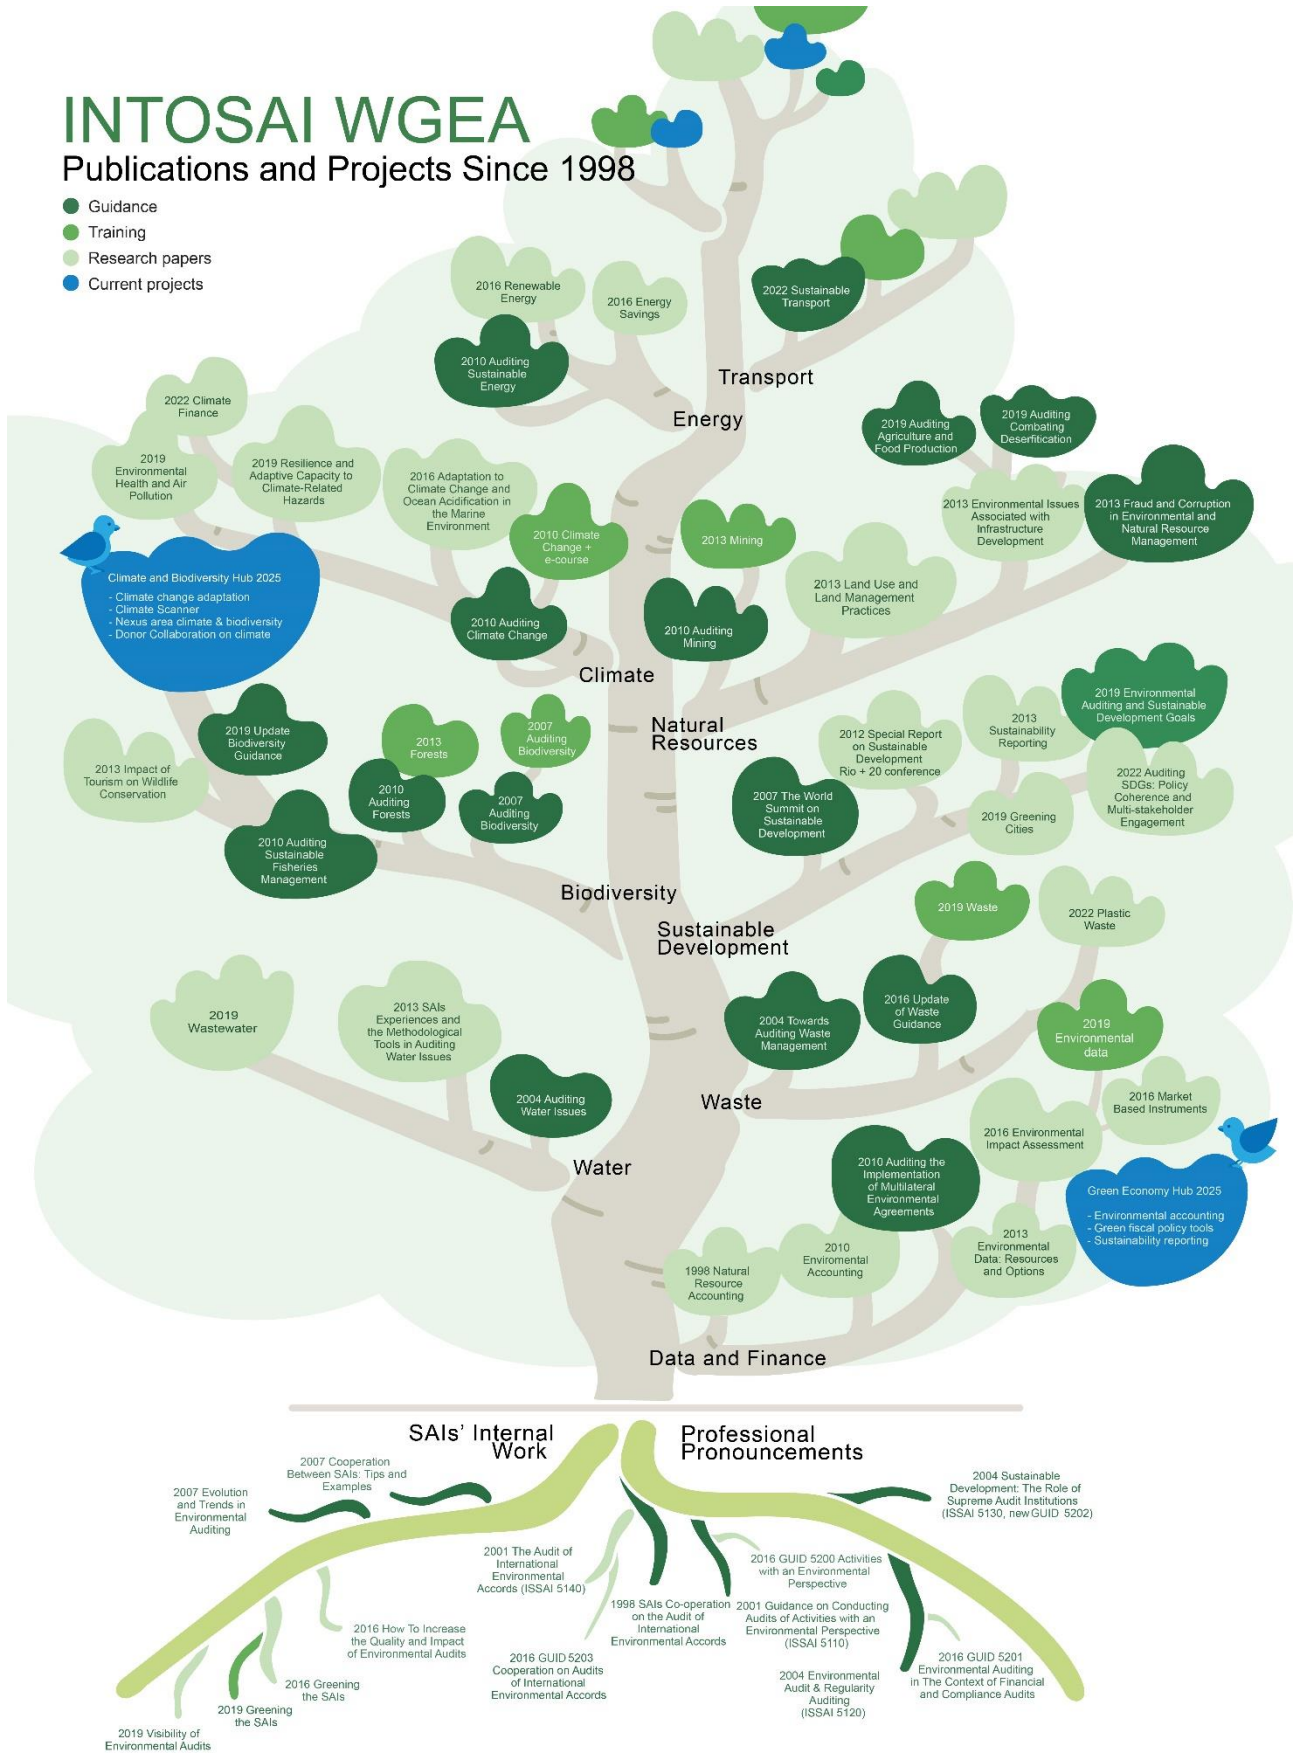 INTOSAI WGEA
Publications and Projects Since 1998
Guidance
Training
Research papers
Current projects
2016 Renewable
Energy
2016 Energy
Savings
2010 Auditing
Sustainable
Energy
2022 Sustainable
Transport
Transport
Energy
2022 Climate
Finance
2019
Environmental
Health and Air
Pollution
2019 Resilience and
Adaptive Capacity to
Climate-Related
Hazards
2016 Adaptation to
Climate Change and
Ocean Acidification in
the Marine
Environment
2010 Climate
Change +
e-course
2010 Auditing
Climate Change
Climate and Biodiversity Hub 2025
- Climate change adaptation
- Climate Scanner
- Nexus area climate & biodiversity
- Donor Collaboration on climate
Climate
2019 Auditing
Agriculture and
Food Production
2019 Auditing
Combating
Deserfitication
2013 Environmental Issues
Associated with
Infrastructure
Development
2013 Fraud and Corruption
in Environmental and
Natural Resource
Management
2013 Mining
2010 Auditing
Mining
2013 Land Use and
Land Management
Practices
Natural
Resources
2019 Update
Biodiversity
Guidance
2013
Forests
2007
Auditing
Biodiversity
2013 Impact of
Tourism on Wildlife
Conservation
2010
Auditing
Forests
2007
Auditing
Biodiversity
2010 Auditing
Sustainable
Fisheries
Management
Biodiversity
2012 Special Report
on Sustainable
Development
Rio + 20 conference
2013
Sustainability
Reporting
2019 Environmental
Auditing and Sustainable
Development Goals
2007 The World
Summit on
Sustainable
Development
2019 Greening
Cities
2022 Auditing
SDGs: Policy
Coherence and
Multi-stakeholder
Engagement
Sustainable
Development
2019 Waste
2022 Plastic
Waste
2004 Towards
Auditing Waste
Management
2016 Update
of Waste
Guidance
Waste
2019
Wastewater
2013 SAIs
Experiences and
the Methodological
Tools in Auditing
Water Issues
2004 Auditing
Water Issues
Water
2019
Environmental
data
2016 Market
Based Instruments
2016 Environmental
Impact Assessment
2010 Auditing the
Implementation
of Multilateral
Environmental
Agreements
Green Economy Hub 2025
- Environmental accounting
- Green fiscal policy tools
- Sustainability reporting
1998 Natural
Resource
Accounting
2010
Enviromental
Accounting
2013
Environmental
Data: Resources
and Options
Data and Finance
SAIs' Internal
Work
Professional
Pronouncements
2007 Cooperation
Between SAIs: Tips and
Examples
2007 Evolution
and Trends in
Environmental
Auditing
2016 How To Increase
the Quality and Impact
of Environmental Audits
2016 Greening
the SAIs
2019 Greening
the SAIs
2019 Visibility of
Environmental Audits
2004 Sustainable
Development: The Role of
Supreme Audit Institutions
(ISSAI 5130, new GUID 5202)
2001 The Audit of
International
Environmental
Accords (ISSAI 5140)
2016 GUID 5203
Cooperation on Audits
of International
Environmental Accords
1998 SAIs Co-operation
on the Audit of
International
Environmental Accords
2016 GUID 5200 Activities
with an Environmental
Perspective
2001 Guidance on Conducting
Audits of Activities with an
Environmental Perspective
(ISSAI 5110)
2004 Environmental
Audit & Regularity
Auditing
(ISSAI 5120)
2016 GUID 5201
Environmental Auditing
in The Context of Financial
and Compliance Audits